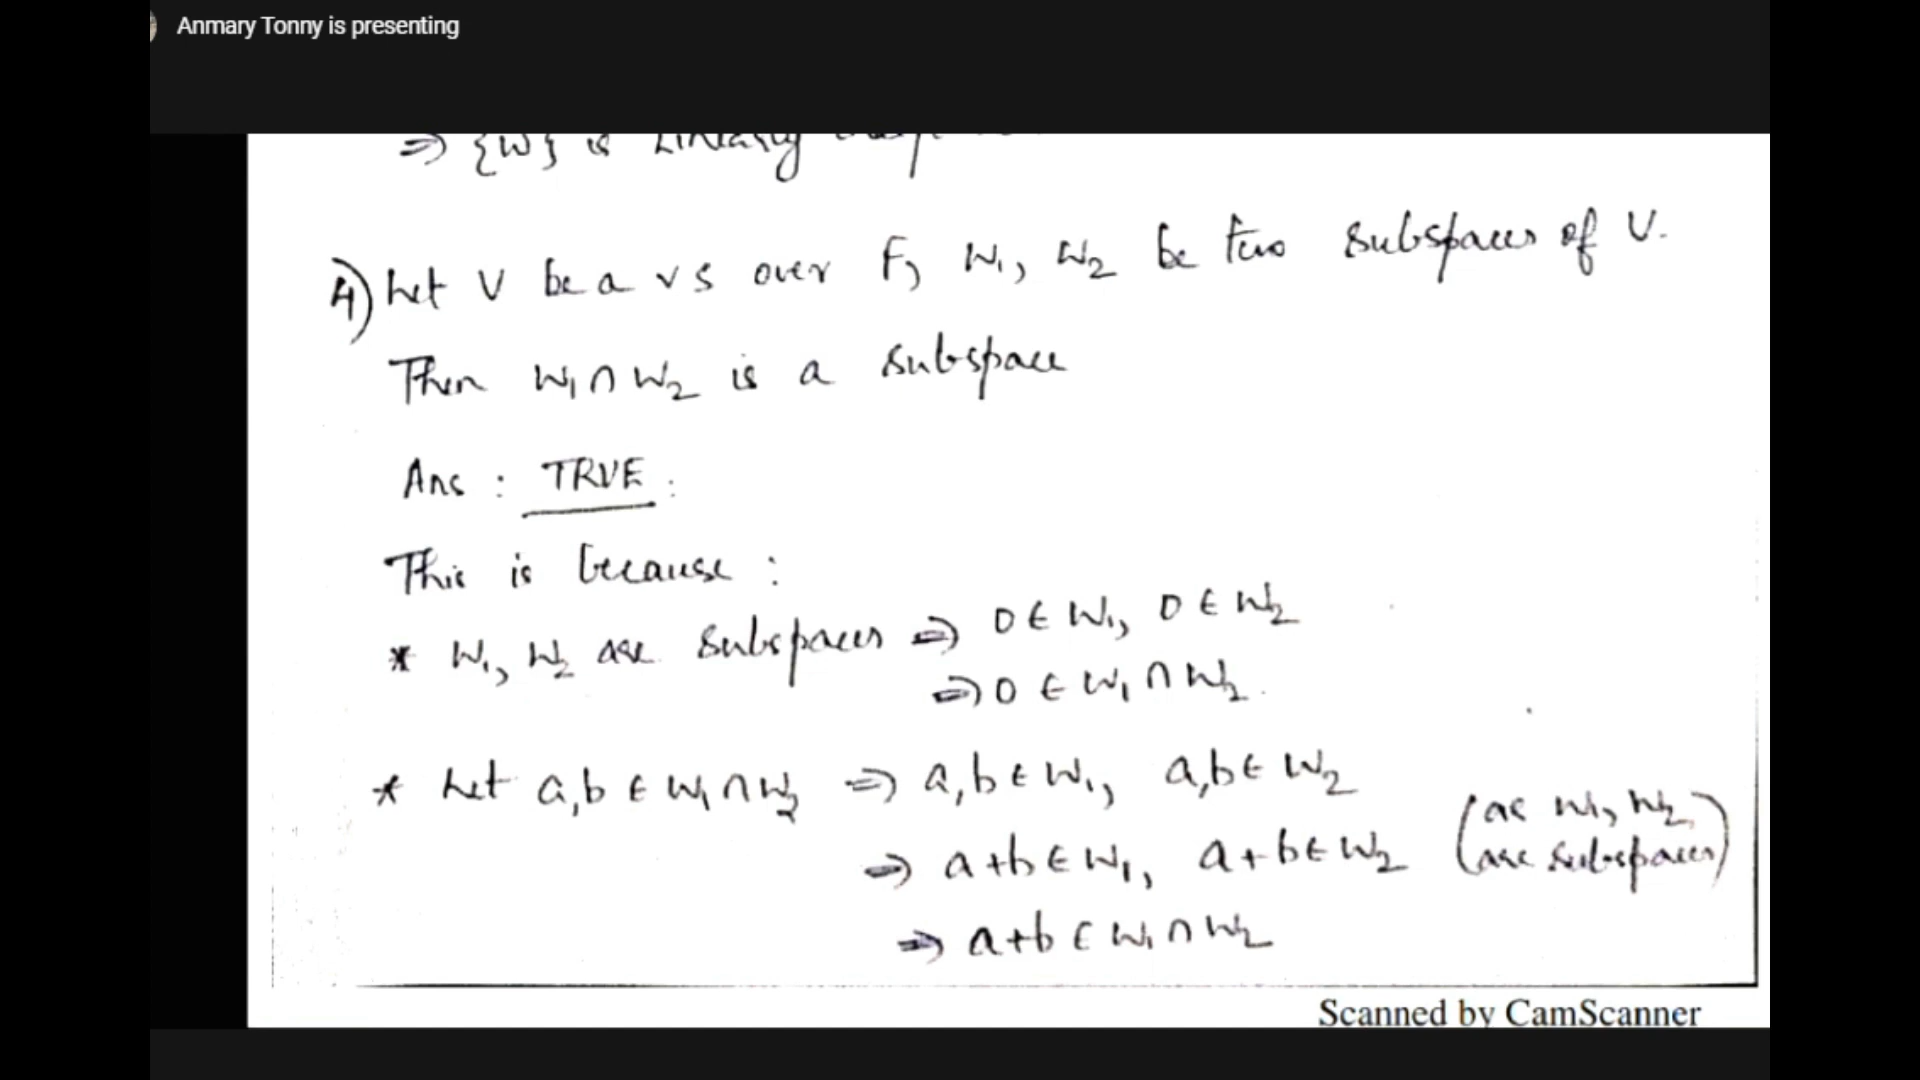 Anmary Tonny is presenting
⇒ {w} is Linearly
4) Let V be a vs over F, W₁, W₂ be two subspaces of V.
Then W₁ ∩ W₂ is a subspace
Ans : TRUE.
This is because :
* W₁, W₂ are subspaces ⇒ 0 ∈ W₁, 0 ∈ W₂
⇒ 0 ∈ W₁ ∩ W₂.
* Let a,b ∈ W₁ ∩ W₂ ⇒ a,b ∈ W₁, a,b ∈ W₂
⇒ a+b ∈ W₁, a+b ∈ W₂ (as W₁, W₂ are subspaces)
⇒ a+b ∈ W₁ ∩ W₂
Scanned by CamScanner